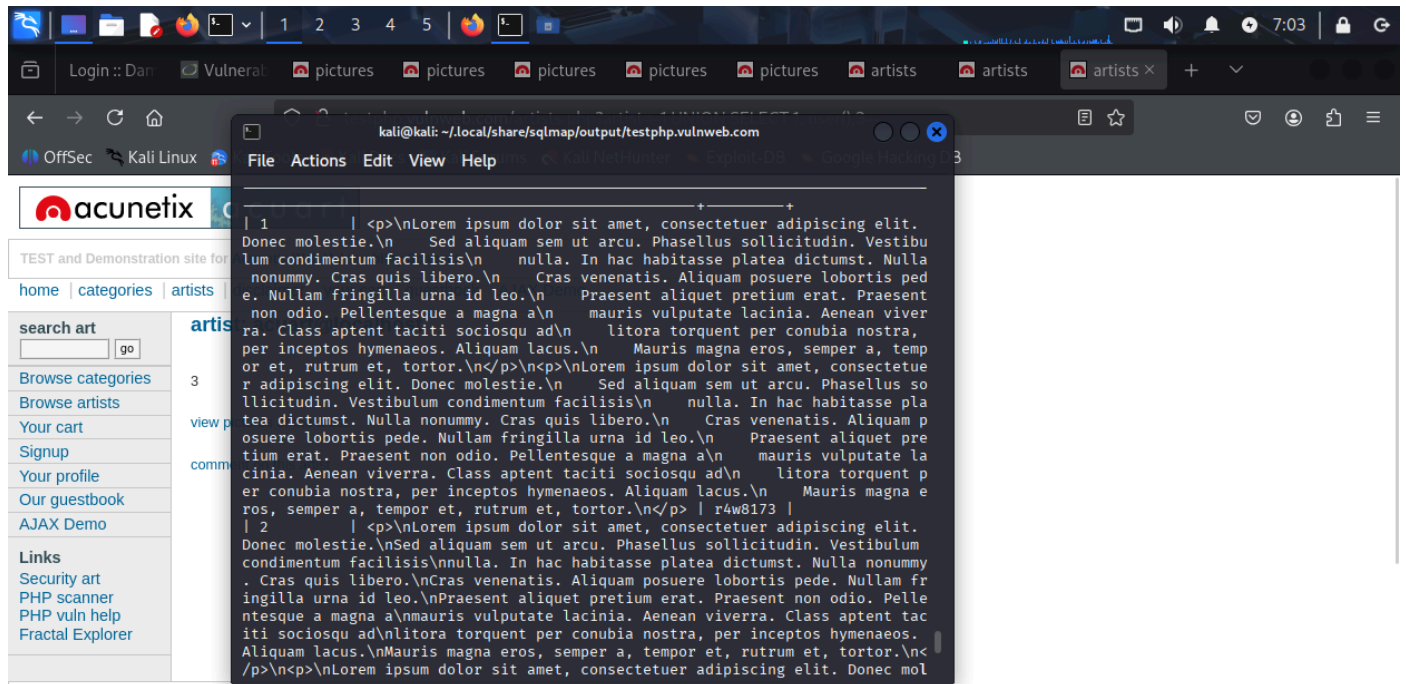 1 2 3 4 5 7:03
Login :: Dam Vulnerab pictures pictures pictures pictures pictures artists artists artists
kali@kali: ~/.local/share/sqlmap/output/testphp.vulnweb.com
OffSec Kali Linux
File Actions Edit View Help
acunetix
TEST and Demonstration site for
home | categories | artists |
search art
go
Browse categories
Browse artists
Your cart
Signup
Your profile
Our guestbook
AJAX Demo
Links
Security art
PHP scanner
PHP vuln help
Fractal Explorer
artis
3
view p
comme
| 1 | <p>\nLorem ipsum dolor sit amet, consectetuer adipiscing elit.
Donec molestie.\n    Sed aliquam sem ut arcu. Phasellus sollicitudin. Vestibu
lum condimentum facilisis\n    nulla. In hac habitasse platea dictumst. Nulla
 nonummy. Cras quis libero.\n    Cras venenatis. Aliquam posuere lobortis ped
e. Nullam fringilla urna id leo.\n    Praesent aliquet pretium erat. Praesent
 non odio. Pellentesque a magna a\n    mauris vulputate lacinia. Aenean viver
ra. Class aptent taciti sociosqu ad\n    litora torquent per conubia nostra,
per inceptos hymenaeos. Aliquam lacus.\n    Mauris magna eros, semper a, temp
or et, rutrum et, tortor.\n</p>\n<p>\nLorem ipsum dolor sit amet, consectetue
r adipiscing elit. Donec molestie.\n    Sed aliquam sem ut arcu. Phasellus so
llicitudin. Vestibulum condimentum facilisis\n    nulla. In hac habitasse pla
tea dictumst. Nulla nonummy. Cras quis libero.\n    Cras venenatis. Aliquam p
osuere lobortis pede. Nullam fringilla urna id leo.\n    Praesent aliquet pre
tium erat. Praesent non odio. Pellentesque a magna a\n    mauris vulputate la
cinia. Aenean viverra. Class aptent taciti sociosqu ad\n    litora torquent p
er conubia nostra, per inceptos hymenaeos. Aliquam lacus.\n    Mauris magna e
ros, semper a, tempor et, rutrum et, tortor.\n</p> | r4w8173 |
| 2 | <p>\nLorem ipsum dolor sit amet, consectetuer adipiscing elit.
Donec molestie.\nSed aliquam sem ut arcu. Phasellus sollicitudin. Vestibulum
condimentum facilisis\nnulla. In hac habitasse platea dictumst. Nulla nonummy
. Cras quis libero.\nCras venenatis. Aliquam posuere lobortis pede. Nullam fr
ingilla urna id leo.\nPraesent aliquet pretium erat. Praesent non odio. Pelle
ntesque a magna a\nmauris vulputate lacinia. Aenean viverra. Class aptent tac
iti sociosqu ad\nlitora torquent per conubia nostra, per inceptos hymenaeos.
Aliquam lacus.\nMauris magna eros, semper a, tempor et, rutrum et, tortor.\n<
/p>\n<p>\nLorem ipsum dolor sit amet, consectetuer adipiscing elit. Donec mol